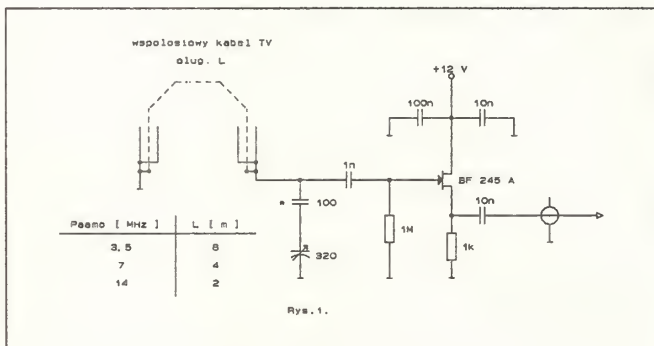 wspolosiowy kabel TV
dlug. L
+12 V
100n
10n
1n
BF 245 A
* 100
10n
1M
320
1k
Pasmo [ MHz ] L [ m ]
3,5 8
7 4
14 2
Rys.1.